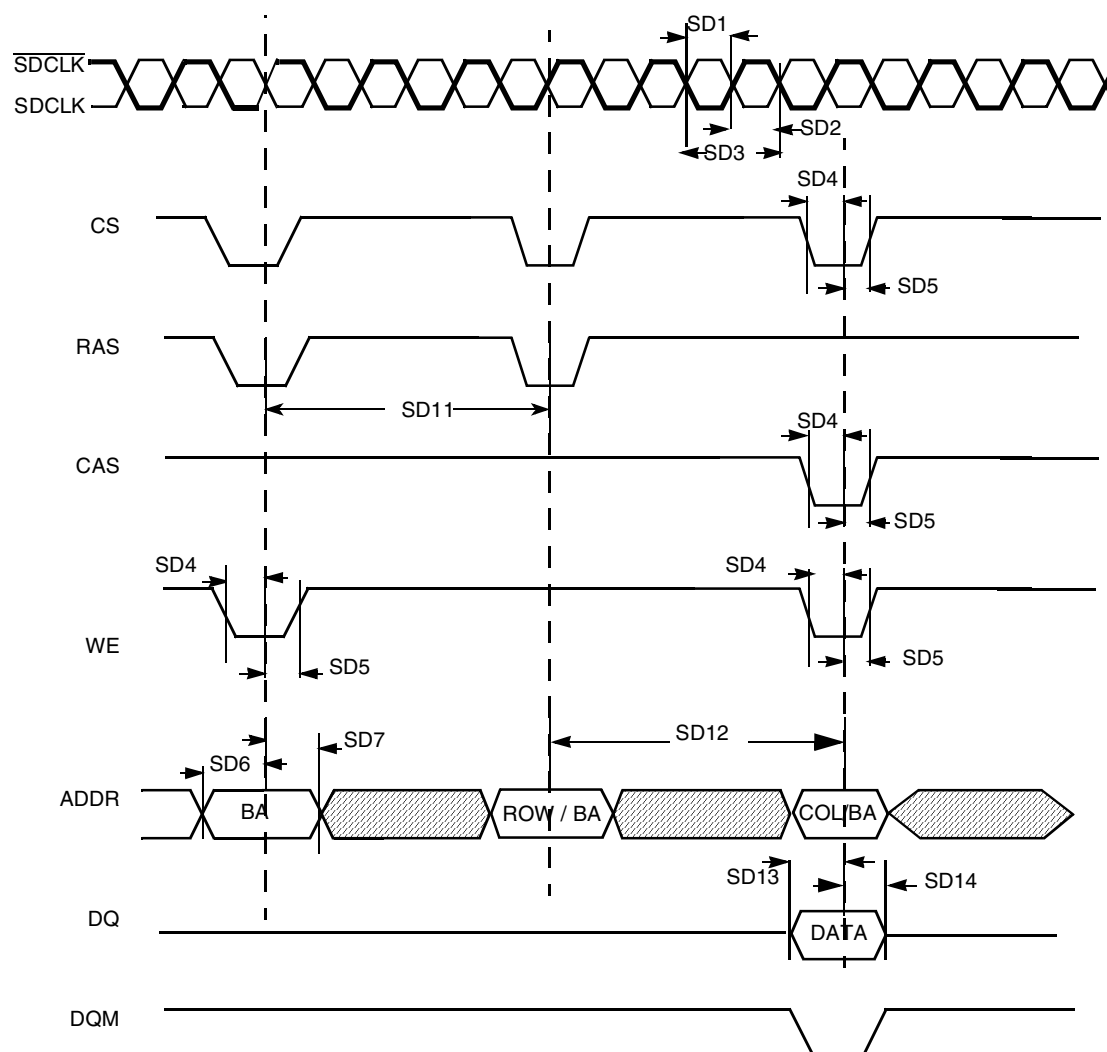 SD1
SDCLK
SDCLK
SD2
SD3
SD4
CS
SD5
RAS
SD11
SD4
CAS
SD5
SD4
SD4
WE
SD5
SD5
SD12
SD7
SD6
ADDR
BA
ROW / BA
COL/BA
SD13
SD14
DQ
DATA
DQM